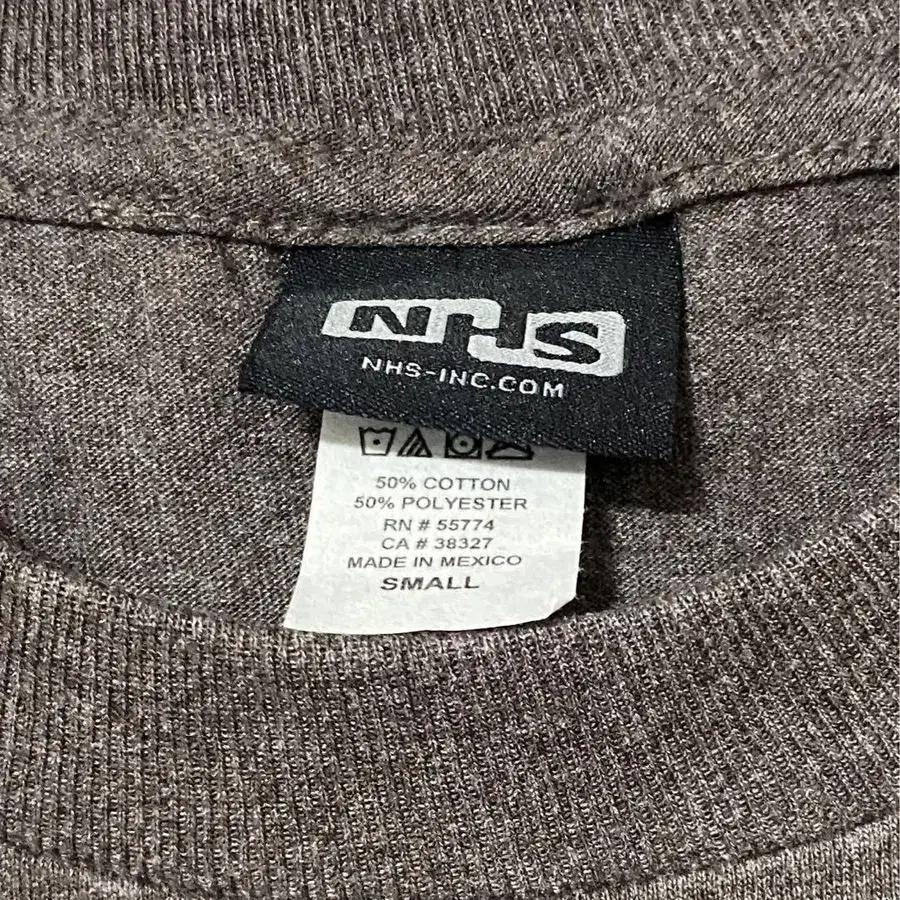 NHS
NHS-INC.COM
50% COTTON
50% POLYESTER
RN # 55774
CA # 38327
MADE IN MEXICO
SMALL